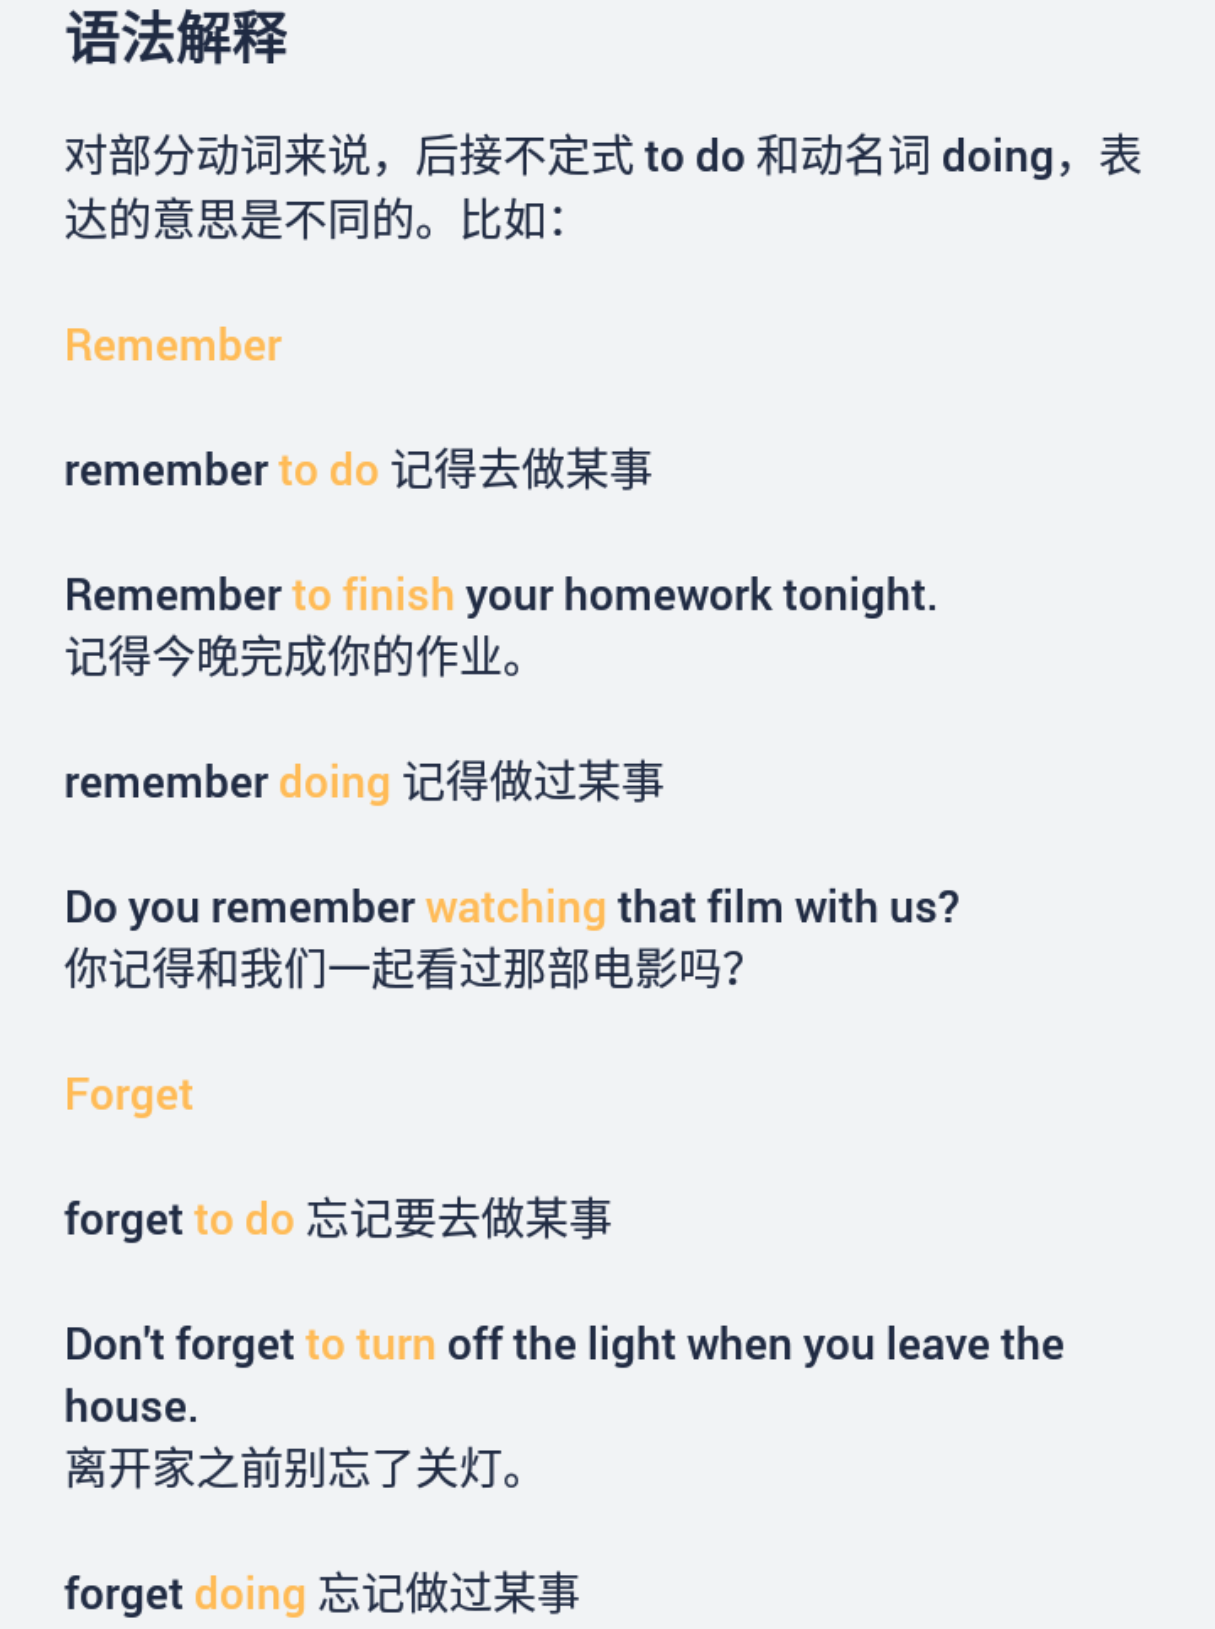 语法解释
对部分动词来说，后接不定式 to do 和动名词 doing，表
达的意思是不同的。比如：
Remember
remember to do 记得去做某事
Remember to finish your homework tonight.
记得今晚完成你的作业。
remember doing 记得做过某事
Do you remember watching that film with us?
你记得和我们一起看过那部电影吗？
Forget
forget to do 忘记要去做某事
Don't forget to turn off the light when you leave the
house.
离开家之前别忘了关灯。
forget doing 忘记做过某事